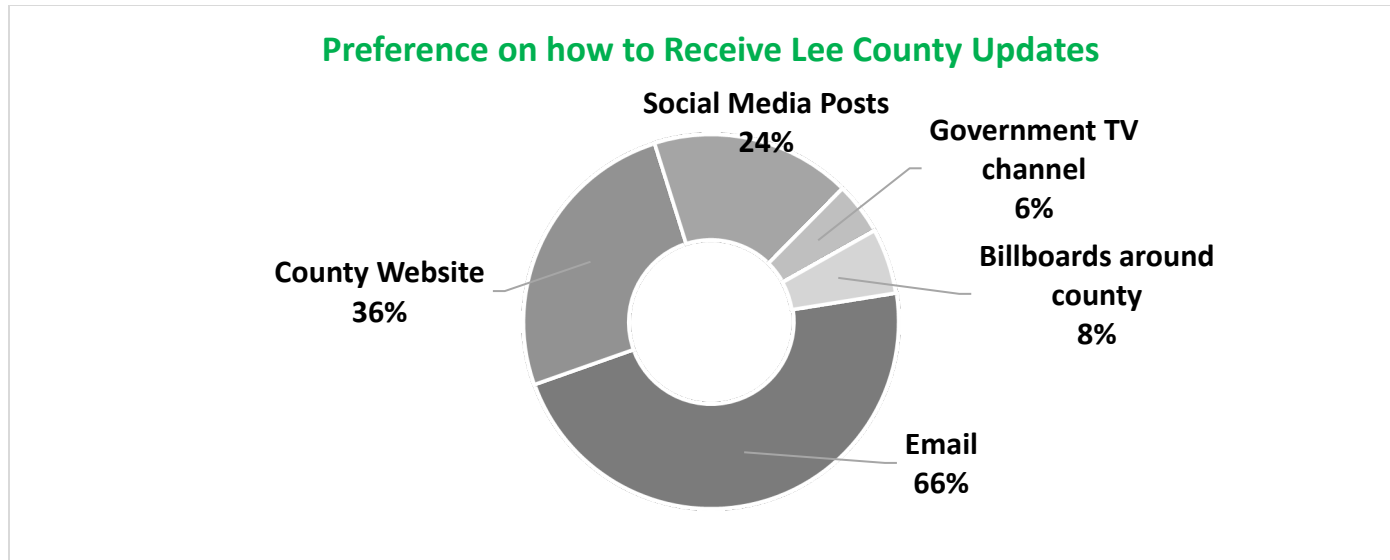 Preference on how to Receive Lee County Updates
Social Media Posts
24%
Government TV
channel
6%
County Website
36%
Billboards around
county
8%
Email
66%